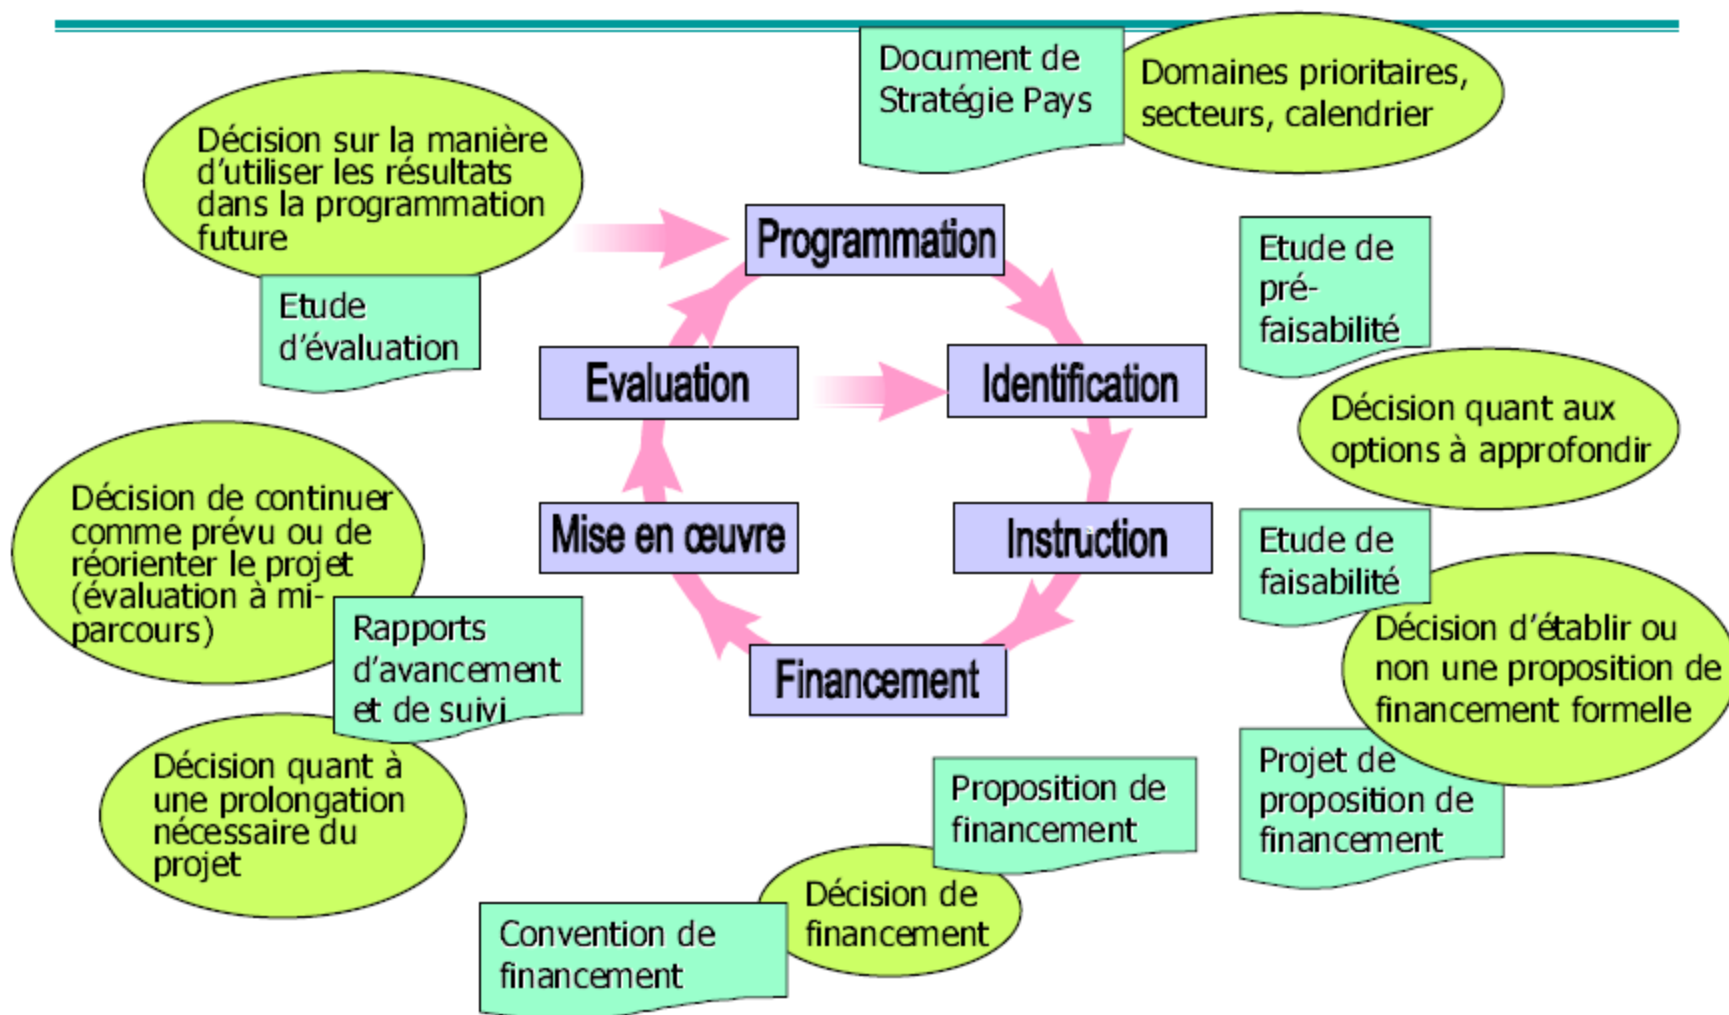 Document de
Stratégie Pays
Domaines prioritaires,
secteurs, calendrier
Décision sur la manière
d'utiliser les résultats
dans la programmation
future
Etude
d'évaluation
Programmation
Etude de
pré-
faisabilité
Evaluation
Identification
Décision quant aux
options à approfondir
Décision de continuer
comme prévu ou de
réorienter le projet
(évaluation à mi-
parcours)
Mise en œuvre
Instruction
Etude de
faisabilité
Rapports
d'avancement
et de suivi
Financement
Décision d'établir ou
non une proposition de
financement formelle
Décision quant à
une prolongation
nécessaire du
projet
Proposition de
financement
Projet de
proposition de
financement
Décision de
financement
Convention de
financement